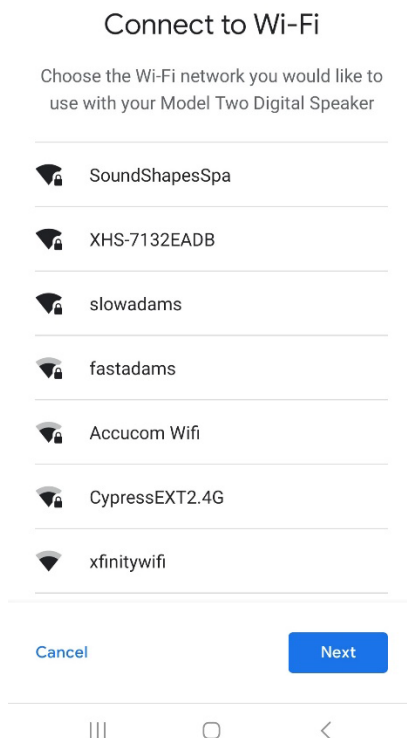 Connect to Wi-Fi
Choose the Wi-Fi network you would like to
use with your Model Two Digital Speaker
SoundShapesSpa
XHS-7132EADB
slowadams
fastadams
Accucom Wifi
CypressEXT2.4G
xfinitywifi
Cancel Next